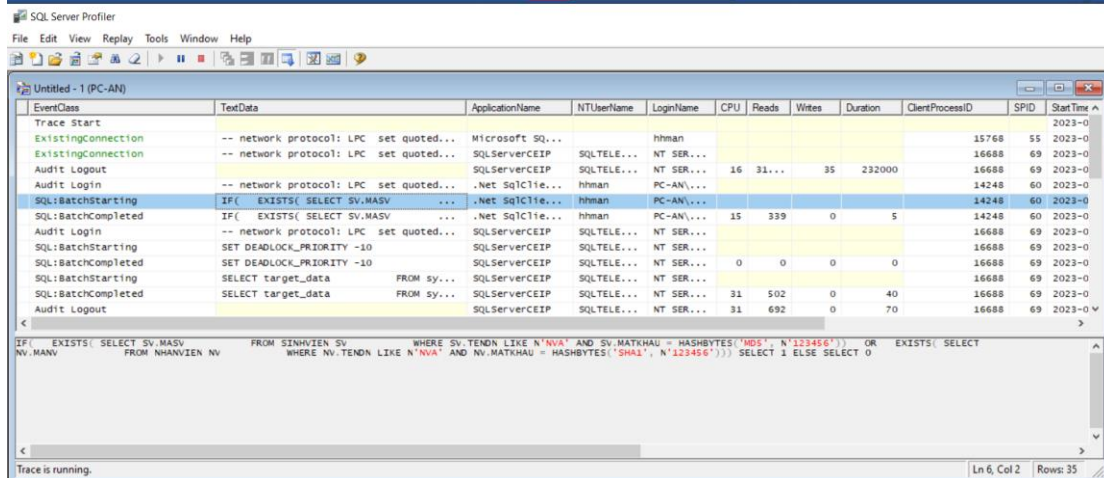 SQL Server Profiler
File Edit View Replay Tools Window Help
Untitled - 1 (PC-AN)
EventClass TextData ApplicationName NTUserName LoginName CPU Reads Writes Duration ClientProcessID SPID StartTime
Trace Start 2023-0
ExistingConnection -- network protocol: LPC set quoted... Microsoft SQ... hhman 15768 55 2023-0
ExistingConnection -- network protocol: LPC set quoted... SQLServerCEIP SQLTELE... NT SER... 16688 69 2023-0
Audit Logout SQLServerCEIP SQLTELE... NT SER... 16 31... 35 232000 16688 69 2023-0
Audit Login -- network protocol: LPC set quoted... .Net SqlClie... hhman PC-AN\... 14248 60 2023-0
SQL:BatchStarting IF( EXISTS( SELECT SV.MASV ... .Net SqlClie... hhman PC-AN\... 14248 60 2023-0
SQL:BatchCompleted IF( EXISTS( SELECT SV.MASV ... .Net SqlClie... hhman PC-AN\... 15 339 0 5 14248 60 2023-0
Audit Login -- network protocol: LPC set quoted... SQLServerCEIP SQLTELE... NT SER... 16688 69 2023-0
SQL:BatchStarting SET DEADLOCK_PRIORITY -10 SQLServerCEIP SQLTELE... NT SER... 16688 69 2023-0
SQL:BatchCompleted SET DEADLOCK_PRIORITY -10 SQLServerCEIP SQLTELE... NT SER... 0 0 0 0 16688 69 2023-0
SQL:BatchStarting SELECT target_data FROM sy... SQLServerCEIP SQLTELE... NT SER... 16688 69 2023-0
SQL:BatchCompleted SELECT target_data FROM sy... SQLServerCEIP SQLTELE... NT SER... 31 502 0 40 16688 69 2023-0
Audit Logout SQLServerCEIP SQLTELE... NT SER... 31 692 0 70 16688 69 2023-0
IF( EXISTS( SELECT SV.MASV FROM SINHVIEN SV WHERE SV.TENDN LIKE N'NVA' AND SV.MATKHAU = HASHBYTES('MD5', N'123456')) OR EXISTS( SELECT
NV.MANV FROM NHANVIEN NV WHERE NV.TENDN LIKE N'NVA' AND NV.MATKHAU = HASHBYTES('SHA1', N'123456'))) SELECT 1 ELSE SELECT 0
Trace is running. Ln 6, Col 2 Rows: 35